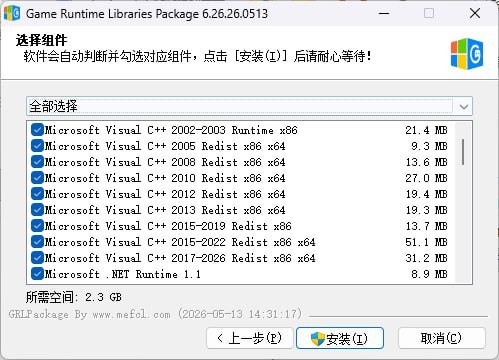 Game Runtime Libraries Package 6.26.26.0513
选择组件
软件会自动判断并勾选对应组件，点击 [安装(I)] 后请耐心等待！
全部选择
Microsoft Visual C++ 2002-2003 Runtime x86 21.4 MB
Microsoft Visual C++ 2005 Redist x86 x64 9.3 MB
Microsoft Visual C++ 2008 Redist x86 x64 13.6 MB
Microsoft Visual C++ 2010 Redist x86 x64 27.0 MB
Microsoft Visual C++ 2012 Redist x86 x64 19.4 MB
Microsoft Visual C++ 2013 Redist x86 x64 19.3 MB
Microsoft Visual C++ 2015-2019 Redist x86 13.7 MB
Microsoft Visual C++ 2015-2022 Redist x86 x64 51.1 MB
Microsoft Visual C++ 2017-2026 Redist x86 x64 31.2 MB
Microsoft .NET Runtime 1.1 8.9 MB
所需空间: 2.3 GB
GRLPackage By www.mefcl.com (2026-05-13 14:31:17)
< 上一步(P) 安装(I) 取消(C)